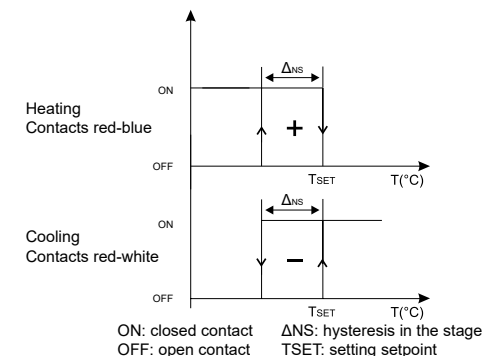 ΔNS
ON
Heating
Contacts red-blue
+
OFF
TSET T(°C)
ΔNS
ON
Cooling
Contacts red-white
−
OFF
TSET T(°C)
ON: closed contact ΔNS: hysteresis in the stage
OFF: open contact TSET: setting setpoint